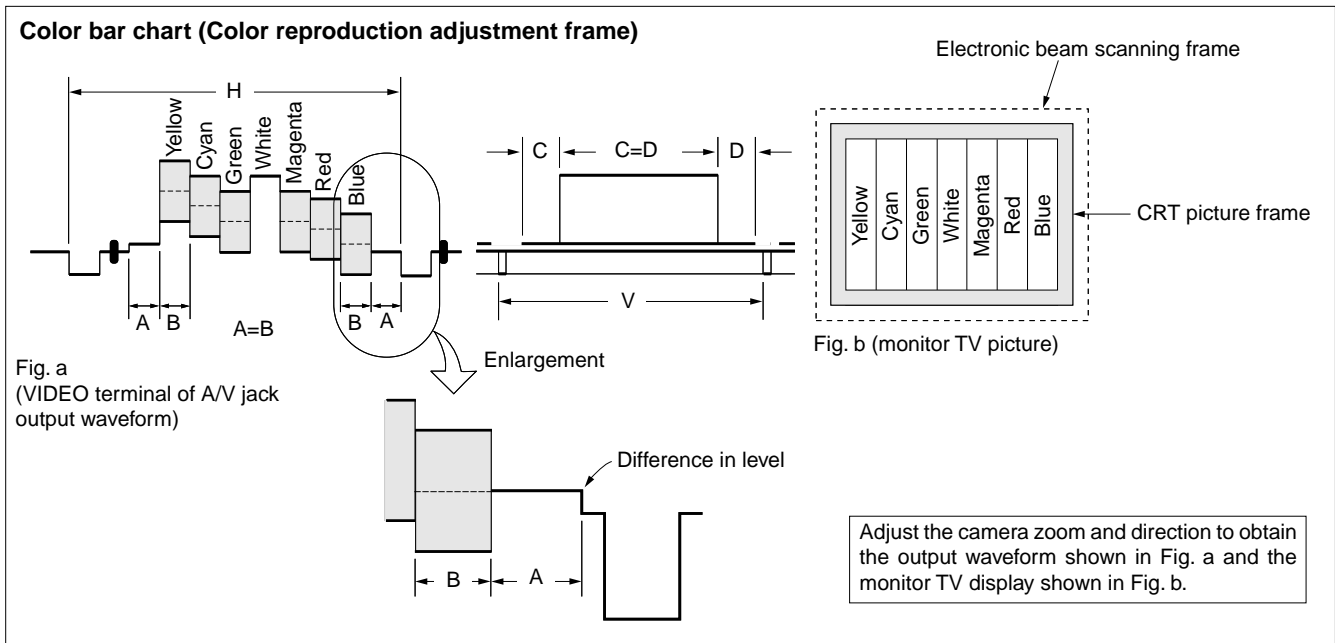 Color bar chart (Color reproduction adjustment frame)
H
Yellow
Cyan
Green
White
Magenta
Red
Blue
A
B
A=B
B
A
Fig. a
(VIDEO terminal of A/V jack
output waveform)
C
C=D
D
V
Enlargement
Electronic beam scanning frame
Yellow
Cyan
Green
White
Magenta
Red
Blue
CRT picture frame
Fig. b (monitor TV picture)
Difference in level
B
A
Adjust the camera zoom and direction to obtain
the output waveform shown in Fig. a and the
monitor TV display shown in Fig. b.